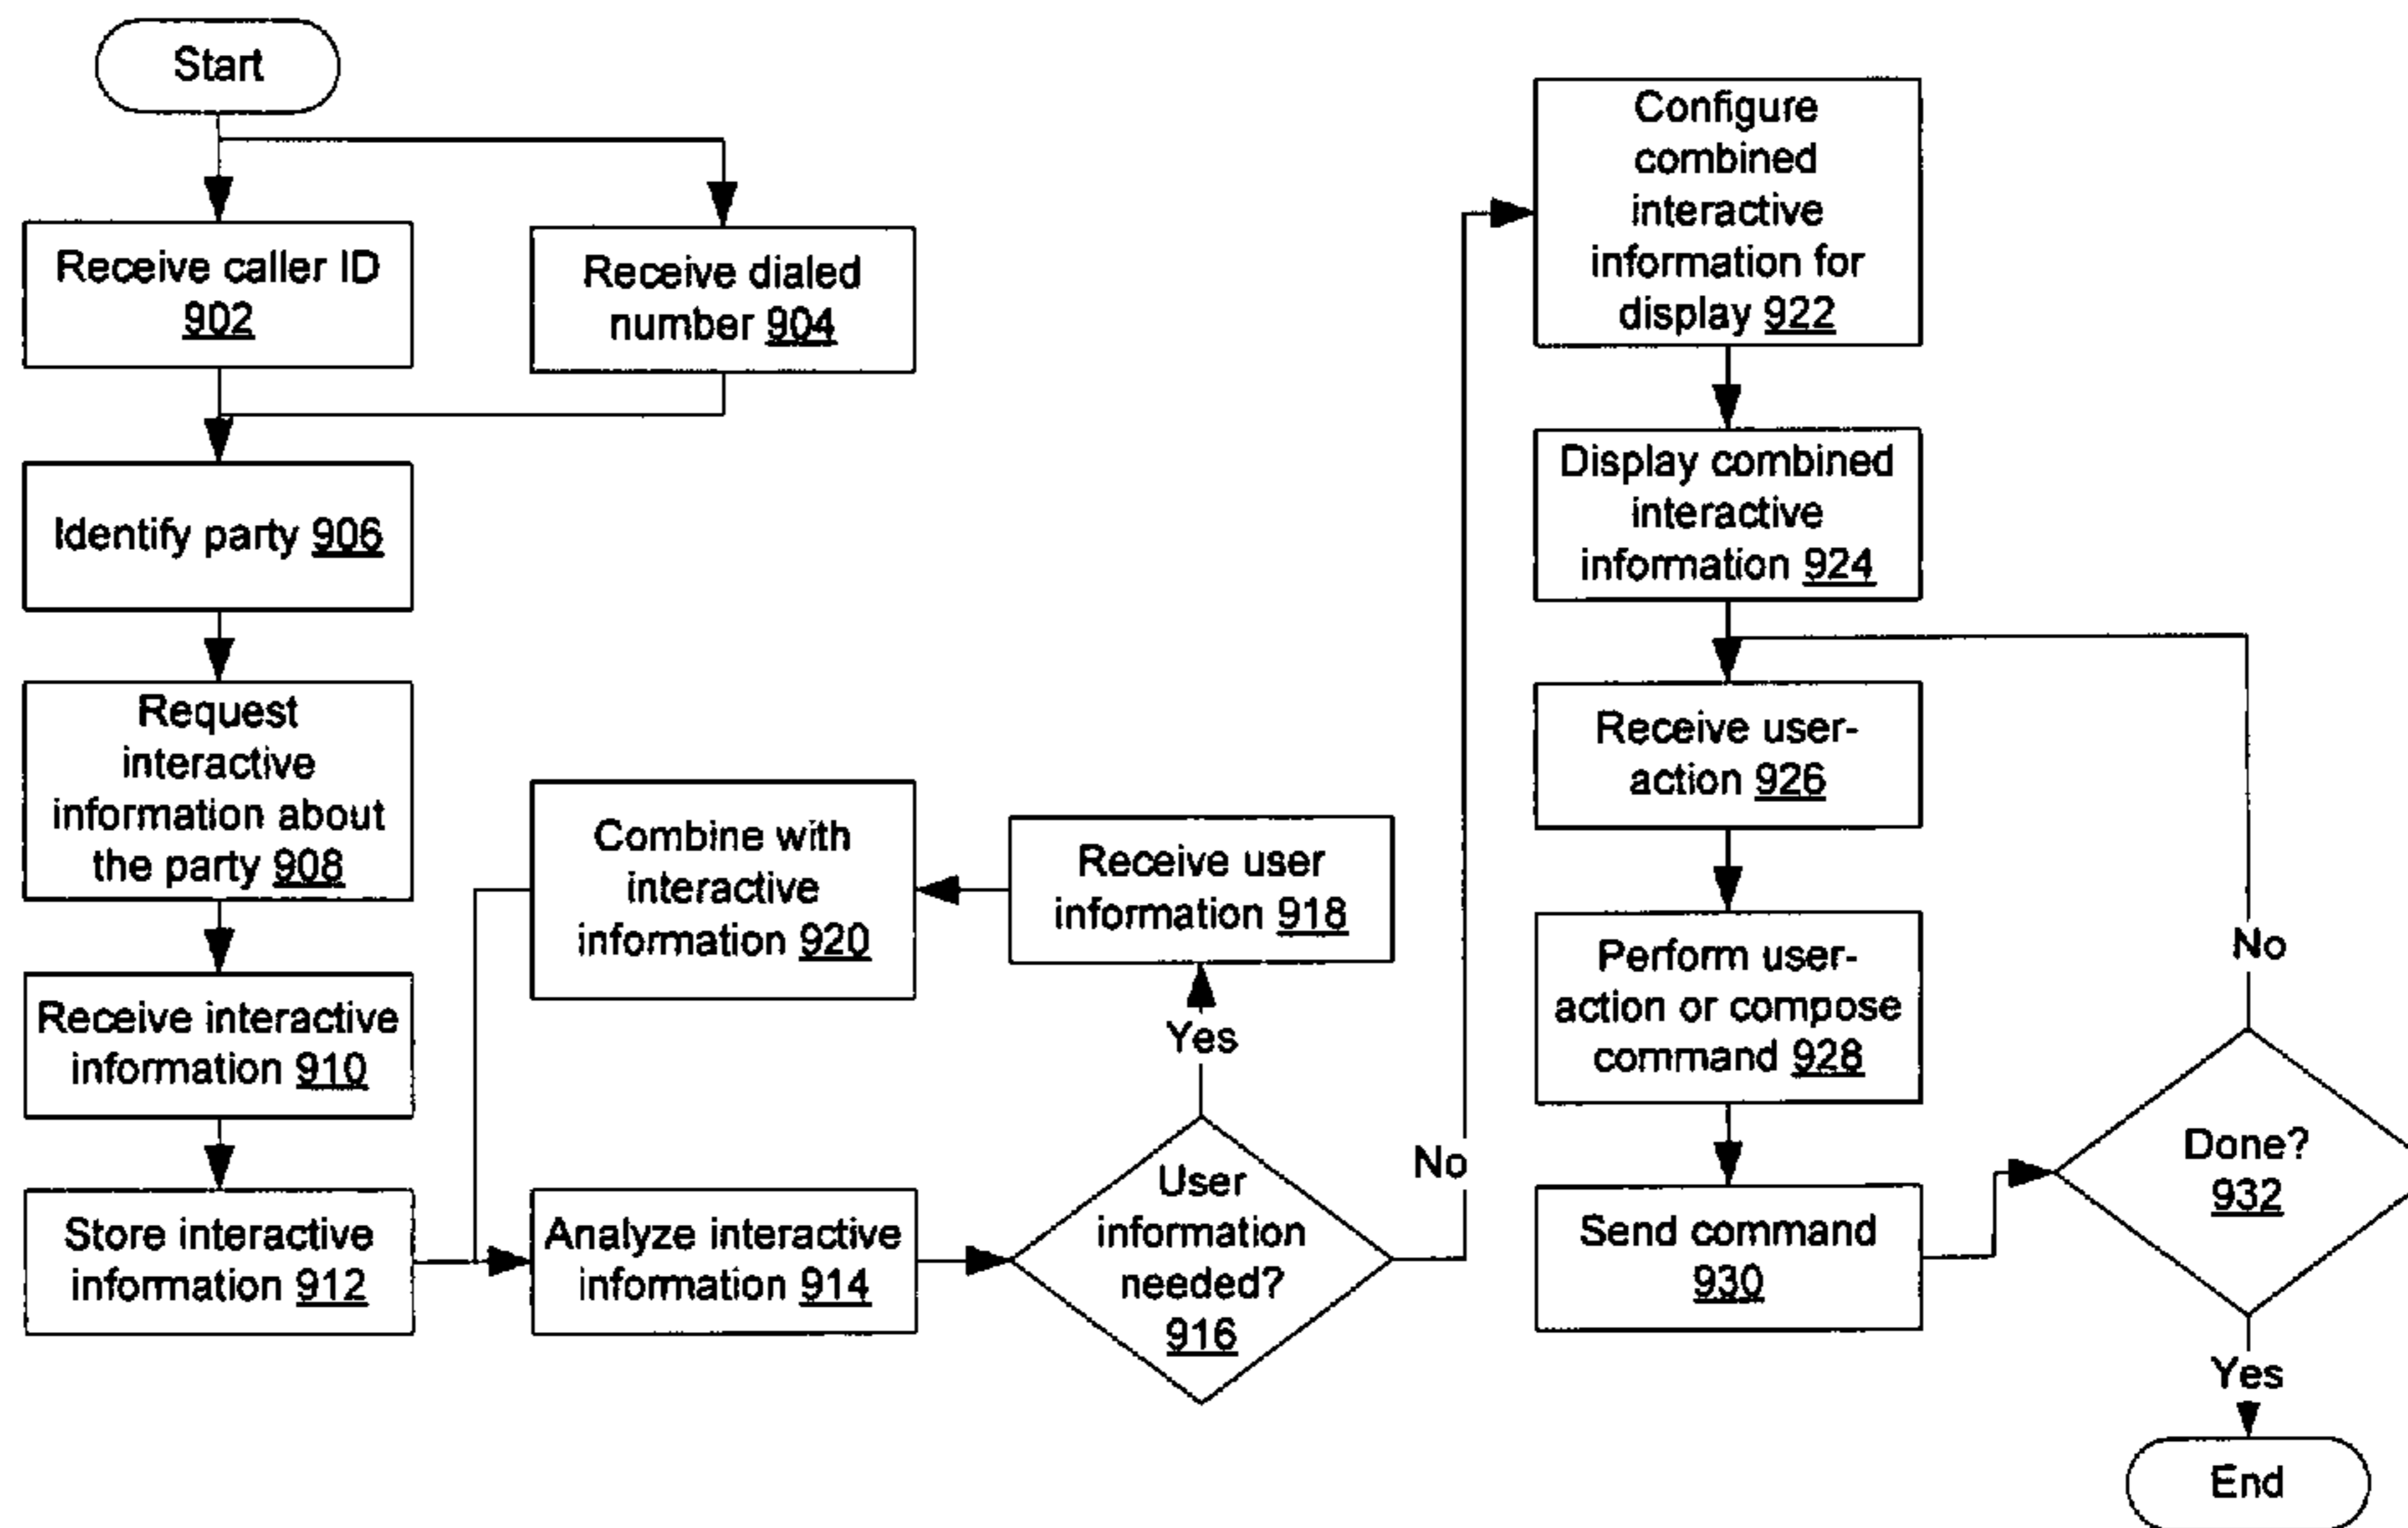 Start
Receive caller ID
902
Receive dialed
number 904
Identify party 906
Request
interactive
information about
the party 908
Receive interactive
information 910
Store interactive
information 912
Combine with
interactive
information 920
Receive user
information 918
Yes
Analyze interactive
information 914
User
information
needed?
916
No
Configure
combined
interactive
information for
display 922
Display combined
interactive
information 924
Receive user-
action 926
Perform user-
action or compose
command 928
Send command
930
No
Done?
932
Yes
End